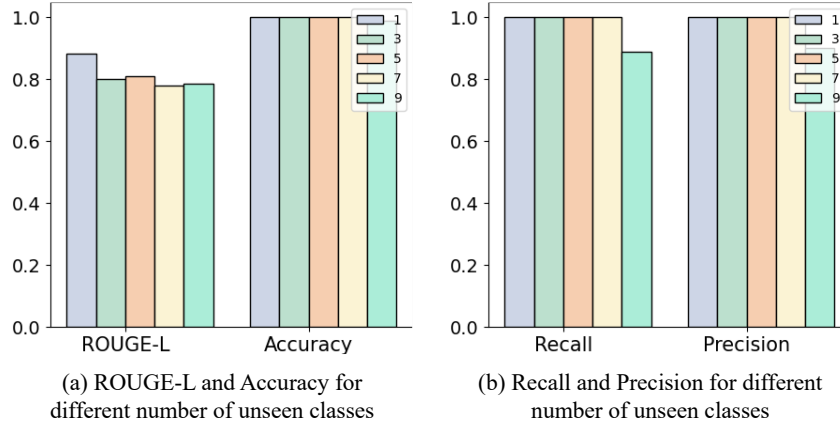 1.0
0.8
0.6
0.4
0.2
0.0
1
3
5
7
9
ROUGE-L
Accuracy
(a) ROUGE-L and Accuracy for
different number of unseen classes
1.0
0.8
0.6
0.4
0.2
0.0
1
3
5
7
9
Recall
Precision
(b) Recall and Precision for different
number of unseen classes